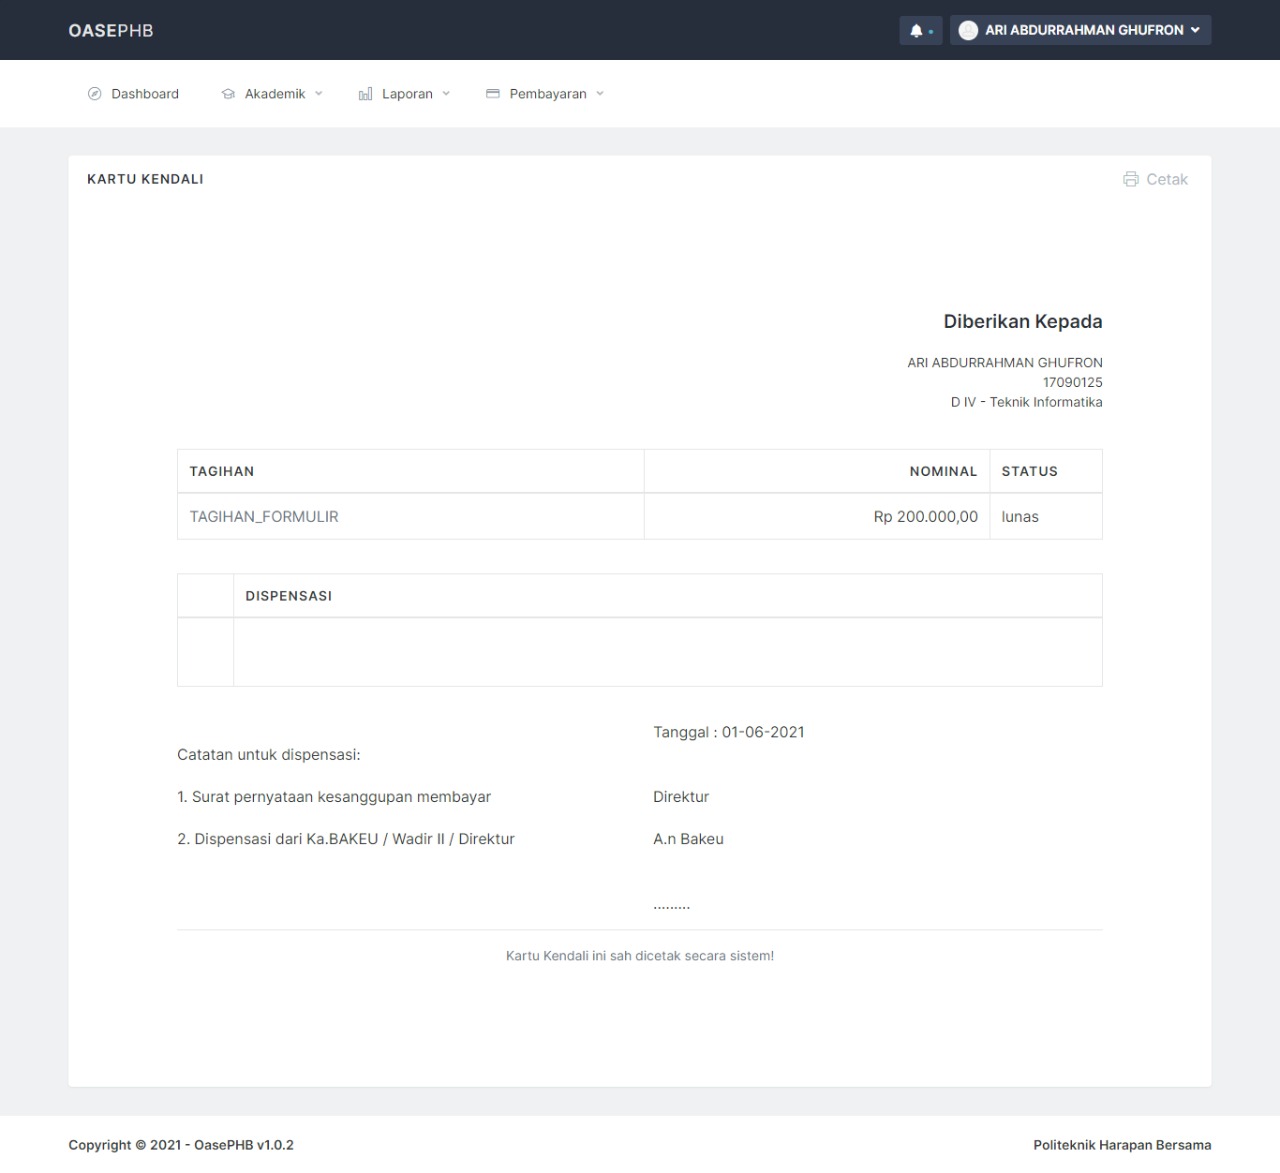 OASEPHB
ARI ABDURRAHMAN GHUFRON
Dashboard Akademik Laporan Pembayaran
KARTU KENDALI
Cetak
Diberikan Kepada
ARI ABDURRAHMAN GHUFRON
17090125
D IV - Teknik Informatika
TAGIHAN NOMINAL STATUS
TAGIHAN_FORMULIR Rp 200.000,00 lunas
DISPENSASI
Tanggal : 01-06-2021
Catatan untuk dispensasi:
1. Surat pernyataan kesanggupan membayar Direktur
2. Dispensasi dari Ka.BAKEU / Wadir II / Direktur A.n Bakeu
.........
Kartu Kendali ini sah dicetak secara sistem!
Copyright © 2021 - OasePHB v1.0.2 Politeknik Harapan Bersama